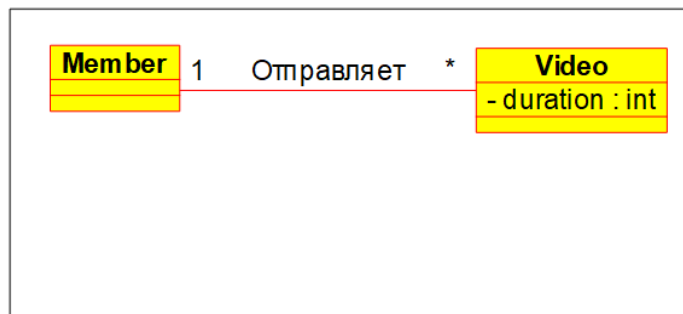 Member 1 Отправляет * Video
- duration : int